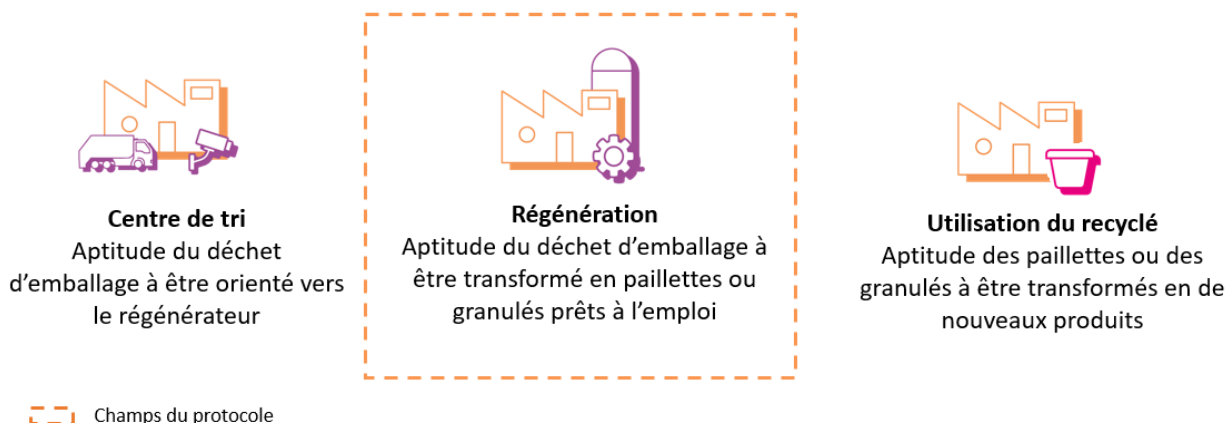 Centre de tri
Aptitude du déchet
d’emballage à être orienté vers
le régénérateur
Régénération
Aptitude du déchet d’emballage à
être transformé en paillettes ou
granulés prêts à l’emploi
Utilisation du recyclé
Aptitude des paillettes ou des
granulés à être transformés en de
nouveaux produits
Champs du protocole